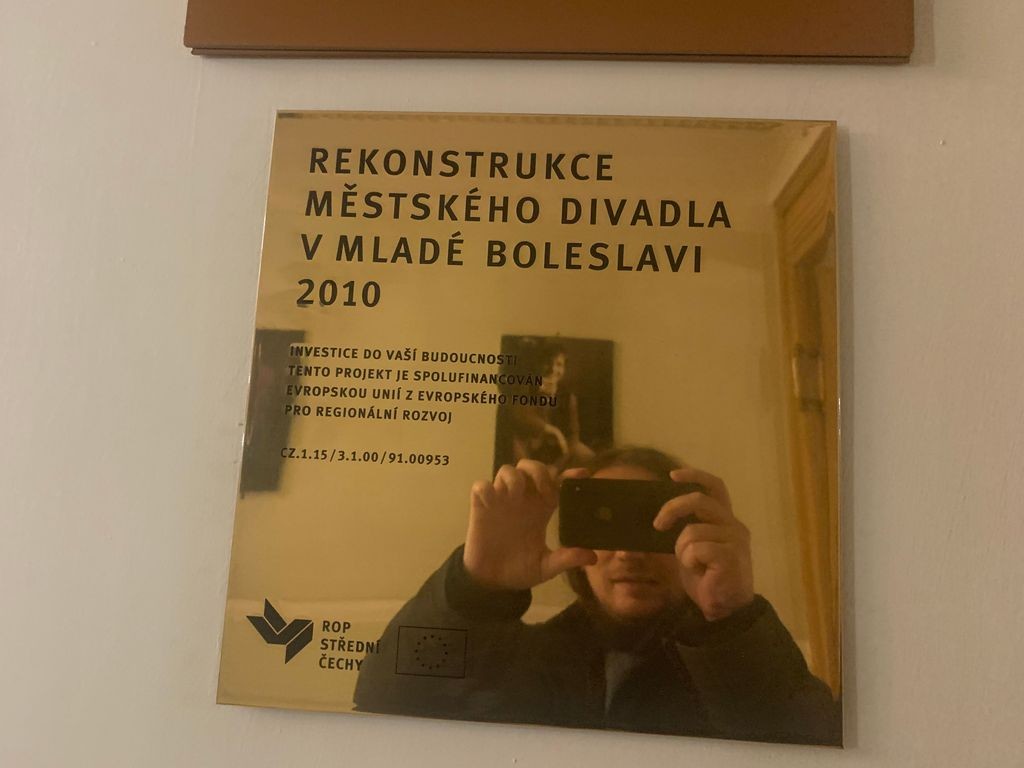 REKONSTRUKCE
MĚSTSKÉHO DIVADLA
V MLADÉ BOLESLAVI
2010
INVESTICE DO VAŠÍ BUDOUCNOSTI
TENTO PROJEKT JE SPOLUFINANCOVÁN
EVROPSKOU UNIÍ Z EVROPSKÉHO FONDU
PRO REGIONÁLNÍ ROZVOJ
CZ.1.15/3.1.00/91.00953
ROP
STŘEDNÍ
ČECHY